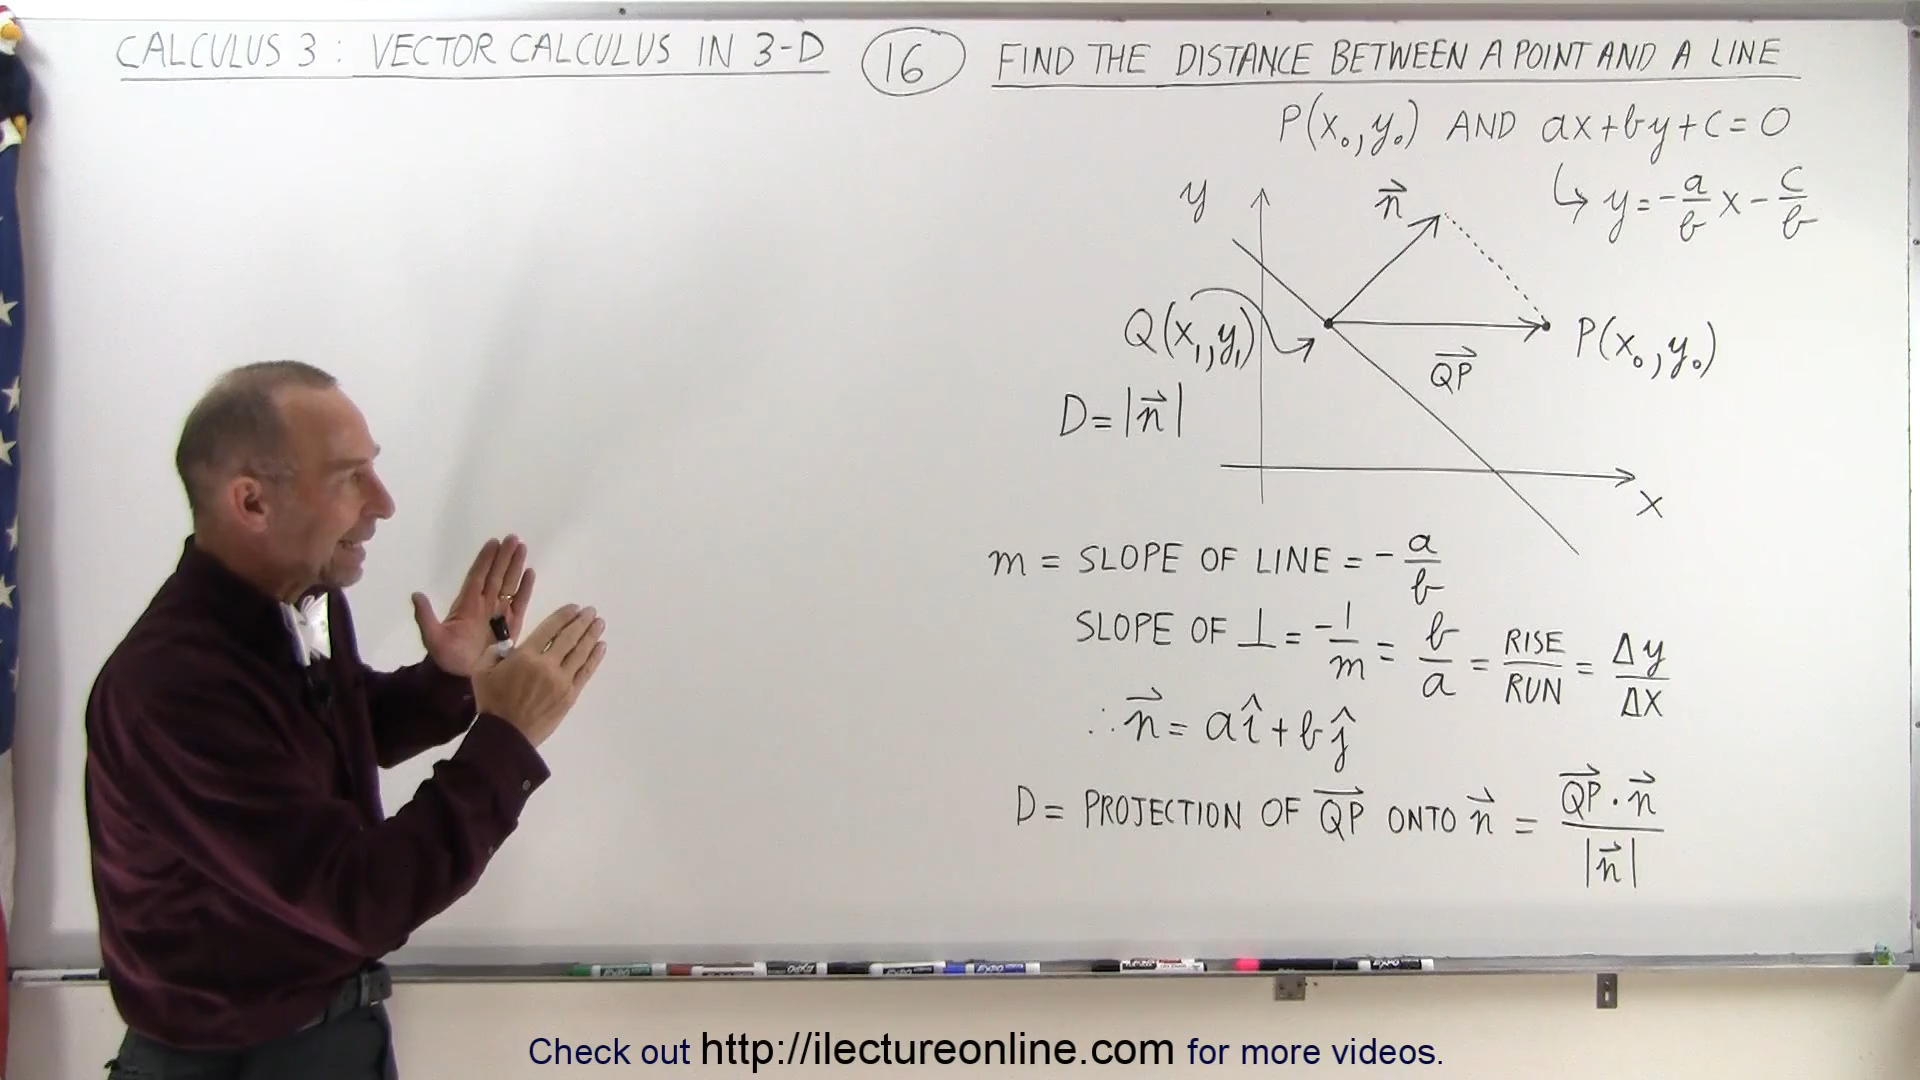 CALCULUS 3 : VECTOR CALCULUS IN 3-D 16 FIND THE DISTANCE BETWEEN A POINT AND A LINE
P(x₀, y₀) AND ax+by+c=0
↳ y = -a/b x - c/b
y
n⃗
Q(x₁, y₁)
P(x₀, y₀)
QP⃗
D = |n⃗|
x
m = SLOPE OF LINE = - a/b
SLOPE OF ⊥ = -1/m = b/a = RISE/RUN = Δy/Δx
∴ n⃗ = aî + bĵ
D = PROJECTION OF QP⃗ ONTO n⃗ = QP⃗ · n⃗ / |n⃗|
Check out http://ilectureonline.com for more videos.